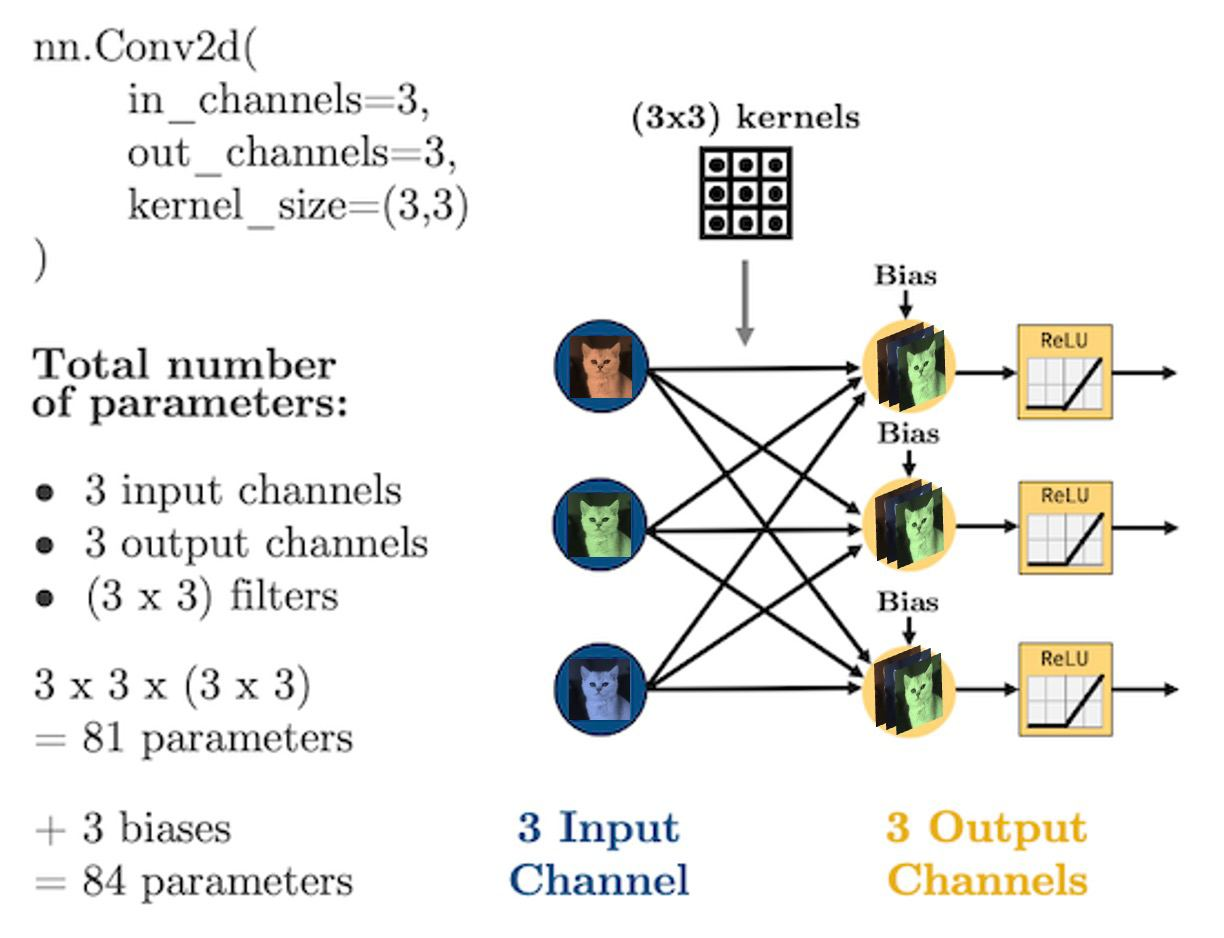 nn.Conv2d(
in_channels=3,
out_channels=3,
kernel_size=(3,3)
)
Total number
of parameters:
• 3 input channels
• 3 output channels
• (3 x 3) filters
3 x 3 x (3 x 3)
= 81 parameters
+ 3 biases
= 84 parameters
(3x3) kernels
Bias
ReLU
Bias
ReLU
Bias
ReLU
3 Input
Channel
3 Output
Channels